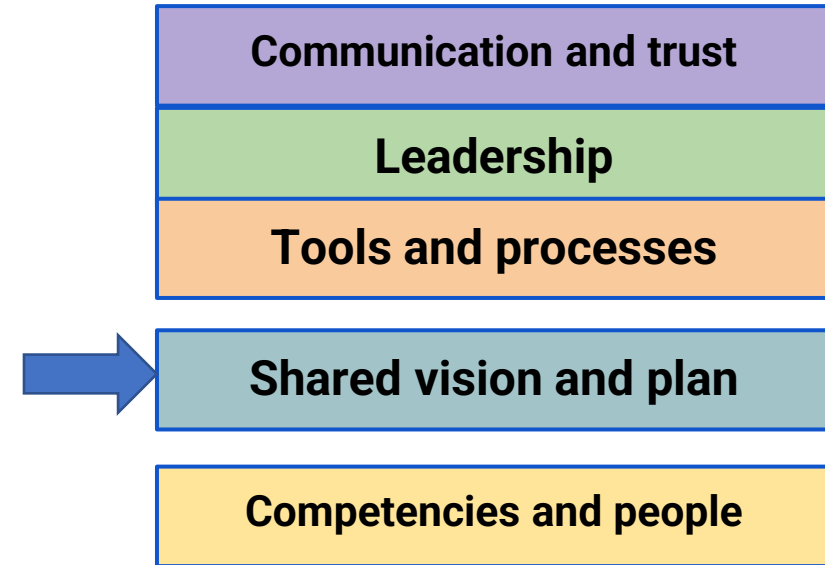 Communication and trust
Leadership
Tools and processes
Shared vision and plan
Competencies and people